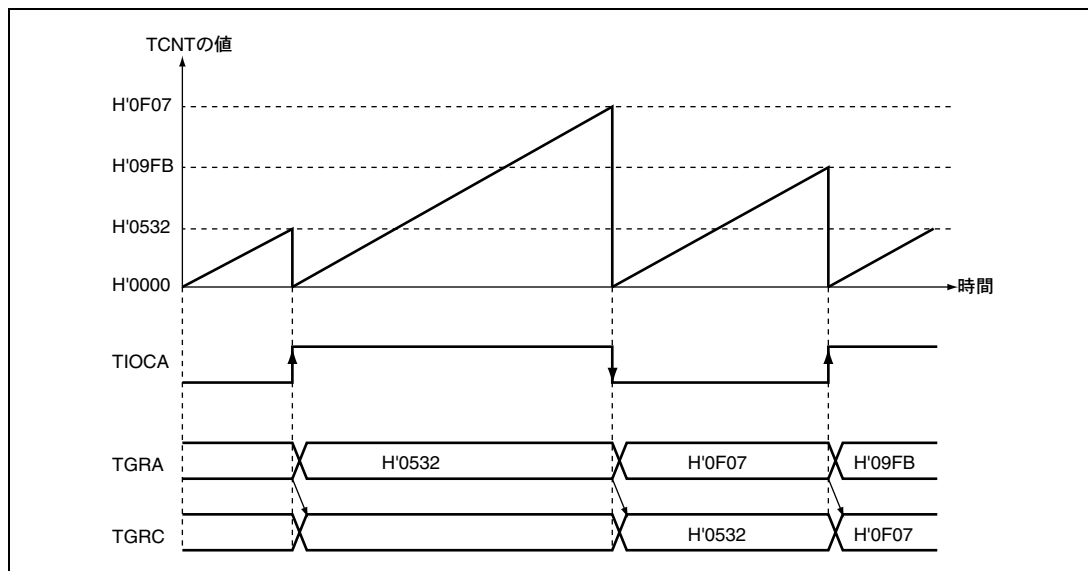 TCNTの値
H'0F07
H'09FB
H'0532
H'0000
時間
TIOCA
TGRA
H'0532
H'0F07
H'09FB
TGRC
H'0532
H'0F07